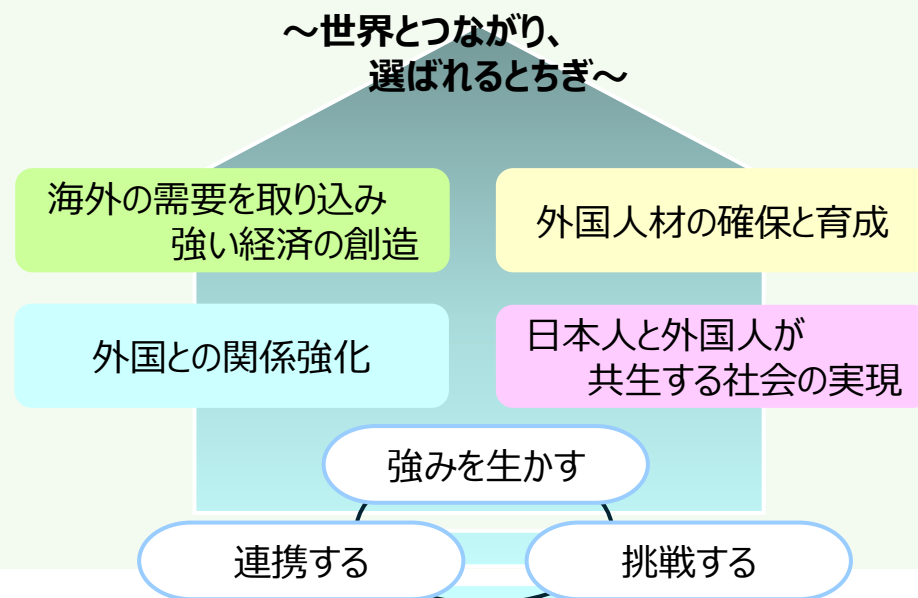 ～世界とつながり、
選ばれるとちぎ～
海外の需要を取り込み
強い経済の創造
外国人材の確保と育成
外国との関係強化
日本人と外国人が
共生する社会の実現
強みを生かす
連携する
挑戦する